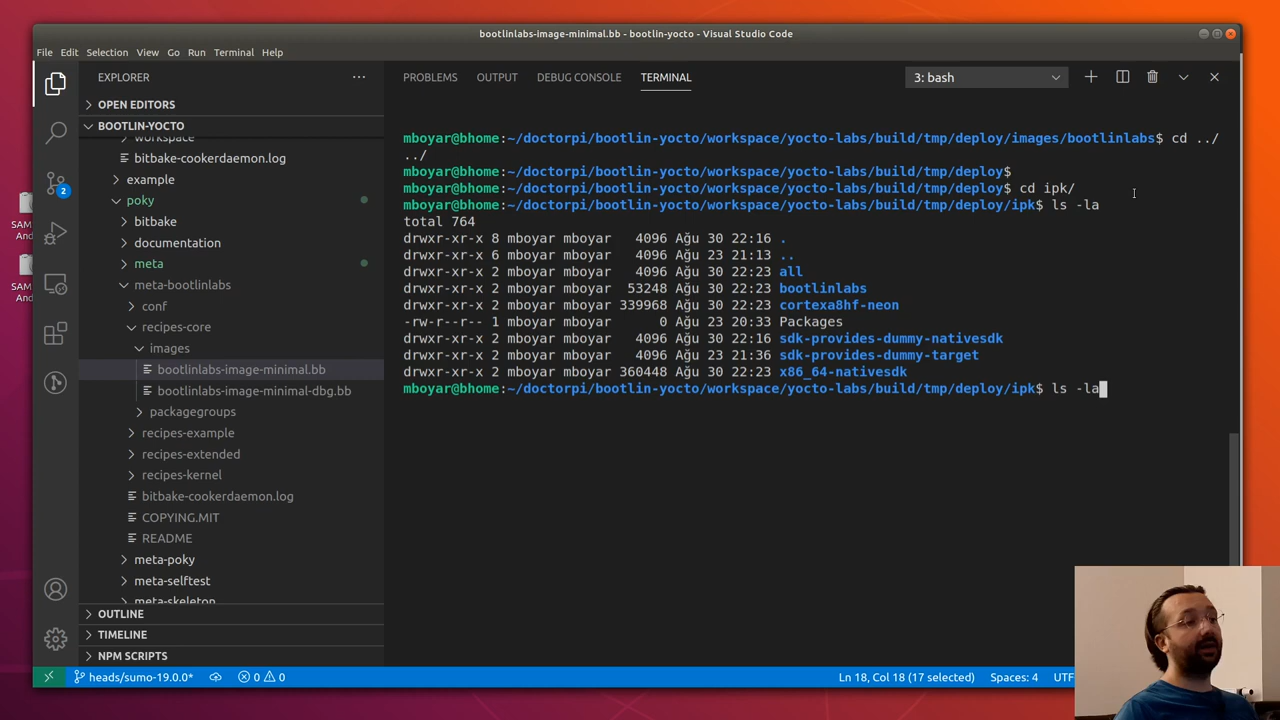 bootlinlabs-image-minimal.bb - bootlin-yocto - Visual Studio Code
File Edit Selection View Go Run Terminal Help
EXPLORER
OPEN EDITORS
BOOTLIN-YOCTO
workspace
bitbake-cookerdaemon.log
example
poky
bitbake
documentation
meta
meta-bootlinlabs
conf
recipes-core
images
bootlinlabs-image-minimal.bb
bootlinlabs-image-minimal-dbg.bb
packagegroups
recipes-example
recipes-extended
recipes-kernel
bitbake-cookerdaemon.log
COPYING.MIT
README
meta-poky
meta-selftest
meta-skeleton
OUTLINE
TIMELINE
NPM SCRIPTS
2
SAM
And
SAM
And
PROBLEMS OUTPUT DEBUG CONSOLE TERMINAL 3: bash
mboyar@bhome:~/doctorpi/bootlin-yocto/workspace/yocto-labs/build/tmp/deploy/images/bootlinlabs$ cd ../
../
mboyar@bhome:~/doctorpi/bootlin-yocto/workspace/yocto-labs/build/tmp/deploy$
mboyar@bhome:~/doctorpi/bootlin-yocto/workspace/yocto-labs/build/tmp/deploy$ cd ipk/
mboyar@bhome:~/doctorpi/bootlin-yocto/workspace/yocto-labs/build/tmp/deploy/ipk$ ls -la
total 764
drwxr-xr-x 8 mboyar mboyar 4096 Ağu 30 22:16 .
drwxr-xr-x 6 mboyar mboyar 4096 Ağu 23 21:13 ..
drwxr-xr-x 2 mboyar mboyar 4096 Ağu 30 22:23 all
drwxr-xr-x 2 mboyar mboyar 53248 Ağu 30 22:23 bootlinlabs
drwxr-xr-x 2 mboyar mboyar 339968 Ağu 30 22:23 cortexa8hf-neon
-rw-r--r-- 1 mboyar mboyar 0 Ağu 23 20:33 Packages
drwxr-xr-x 2 mboyar mboyar 4096 Ağu 30 22:16 sdk-provides-dummy-nativesdk
drwxr-xr-x 2 mboyar mboyar 4096 Ağu 23 21:36 sdk-provides-dummy-target
drwxr-xr-x 2 mboyar mboyar 360448 Ağu 30 22:23 x86_64-nativesdk
mboyar@bhome:~/doctorpi/bootlin-yocto/workspace/yocto-labs/build/tmp/deploy/ipk$ ls -la
heads/sumo-19.0.0* 0 0 Ln 18, Col 18 (17 selected) Spaces: 4 UTF